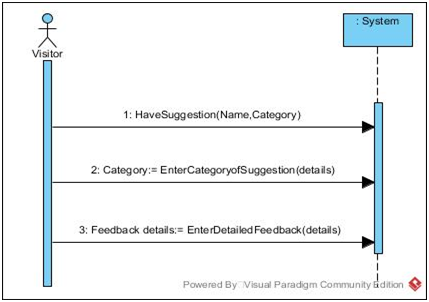 : System
Visitor
1: HaveSuggestion(Name,Category)
2: Category:= EnterCategoryofSuggestion(details)
3: Feedback details:= EnterDetailedFeedback(details)
Powered By Visual Paradigm Community Edition